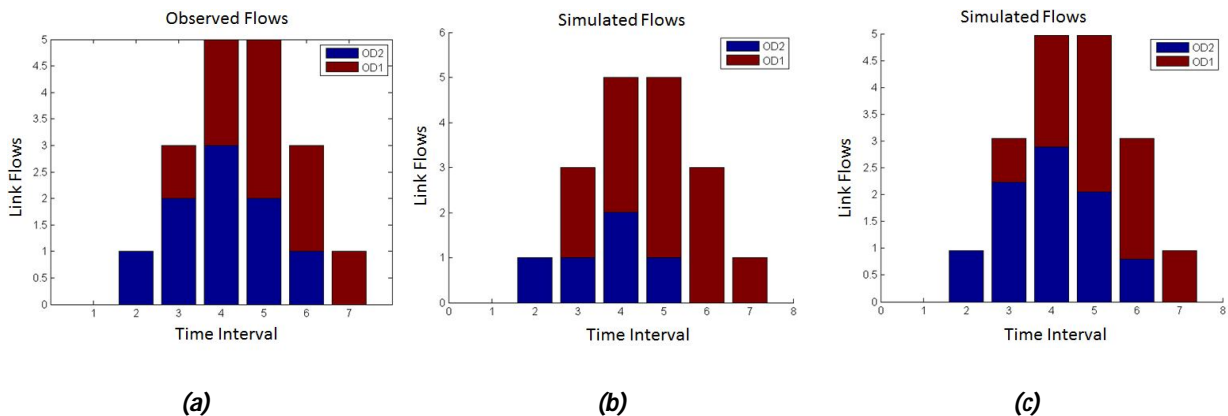 Observed Flows
Link Flows
5
4.5
4
3.5
3
2.5
2
1.5
1
0.5
0
OD2
OD1
1 2 3 4 5 6 7
Time Interval
(a)
Simulated Flows
Link Flows
6
5
4
3
2
1
0
OD2
OD1
0 1 2 3 4 5 6 7 8
Time Interval
(b)
Simulated Flows
Link Flows
5
4.5
4
3.5
3
2.5
2
1.5
1
0.5
0
OD2
OD1
0 1 2 3 4 5 6 7 8
Time Interval
(c)